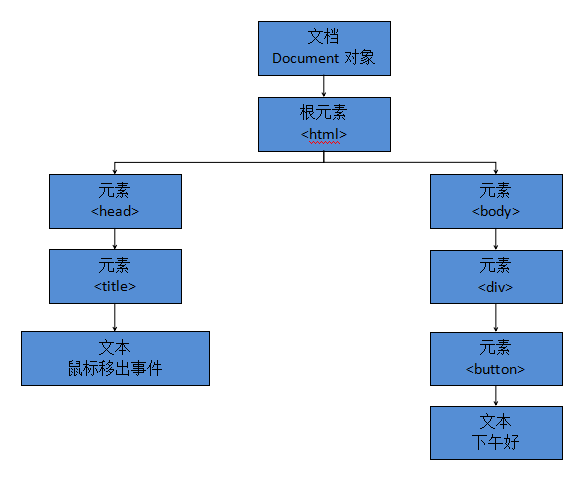 文档
Document 对象
根元素
<html>
元素
<head>
元素
<body>
元素
<title>
元素
<div>
文本
鼠标移出事件
元素
<button>
文本
下午好